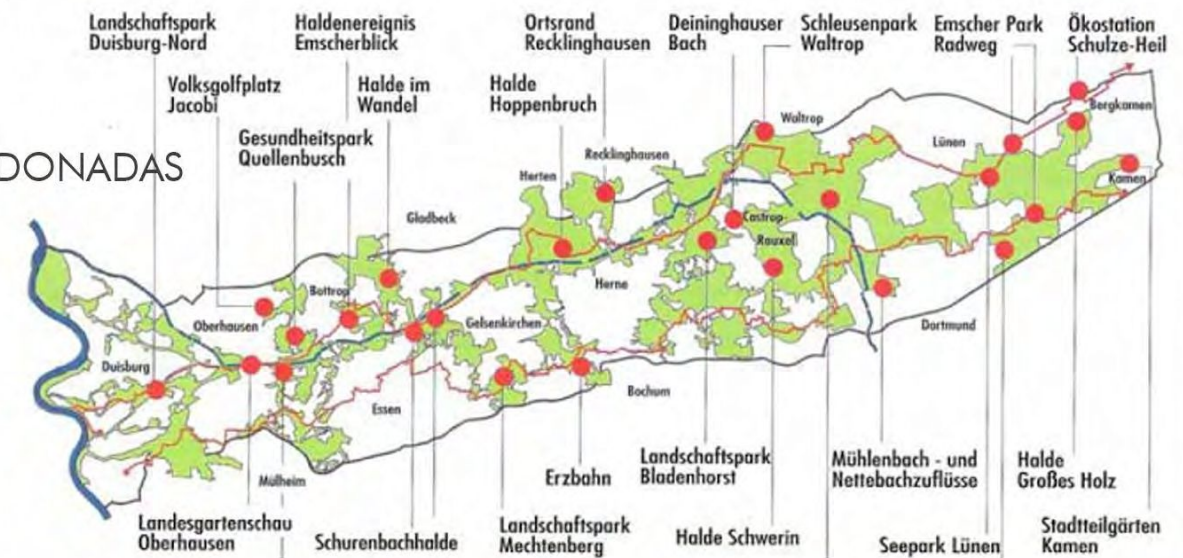 Landschaftspark
Duisburg-Nord
Haldenereignis
Emscherblick
Ortsrand
Recklinghausen
Deininghauser
Bach
Schleusenpark
Waltrop
Emscher Park
Radweg
Ökostation
Schulze-Heil
Volksgolfplatz
Jacobi
Halde im
Wandel
Halde
Hoppenbruch
Gesundheitspark
Quellenbusch
DONADAS
Waltrop
Bergkamen
Lünen
Recklinghausen
Herten
Kamen
Gladbeck
Castrop-
Rauxel
Herne
Bottrop
Oberhausen
Gelsenkirchen
Dortmund
Duisburg
Bochum
Essen
Mülheim
Landschaftspark
Bladenhorst
Mühlenbach - und
Nettebachzuflüsse
Halde
Großes Holz
Erzbahn
Landesgartenschau
Oberhausen
Schurenbachhalde
Landschaftspark
Mechtenberg
Halde Schwerin
Seepark Lünen
Stadtteilgärten
Kamen